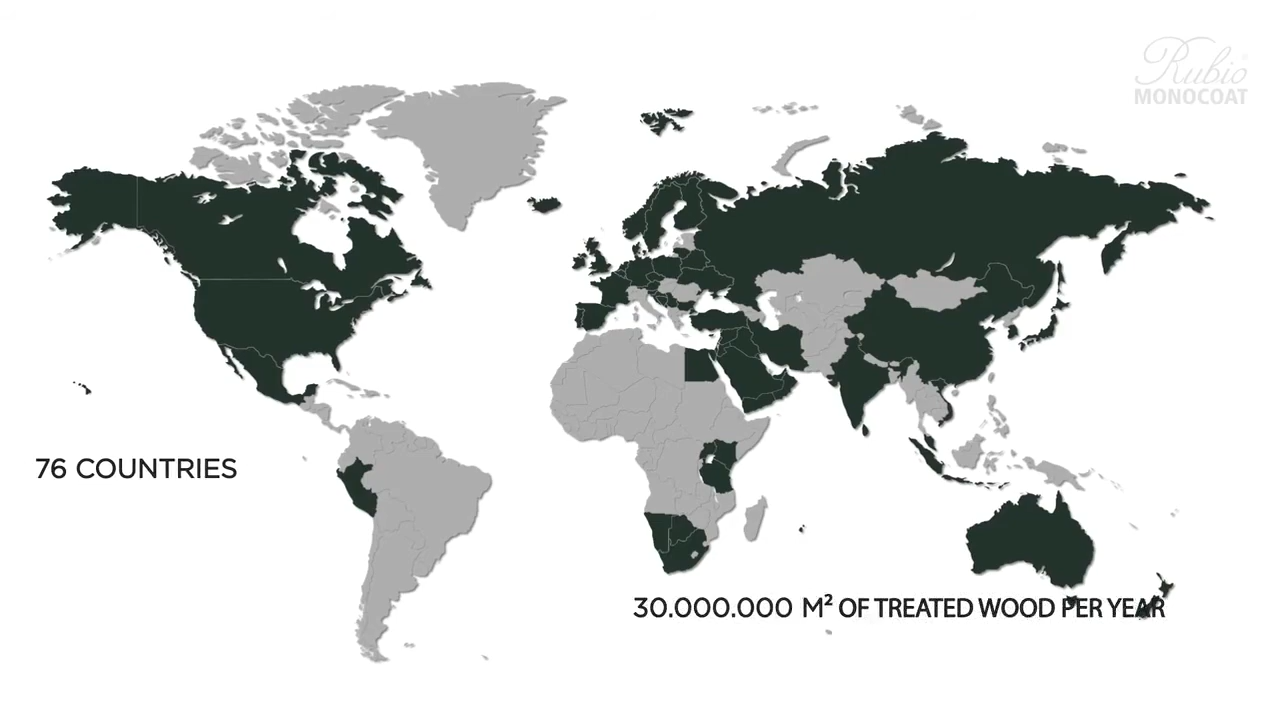 Rubio
MONOCOAT
76 COUNTRIES
30.000.000 M² OF TREATED WOOD PER YEAR